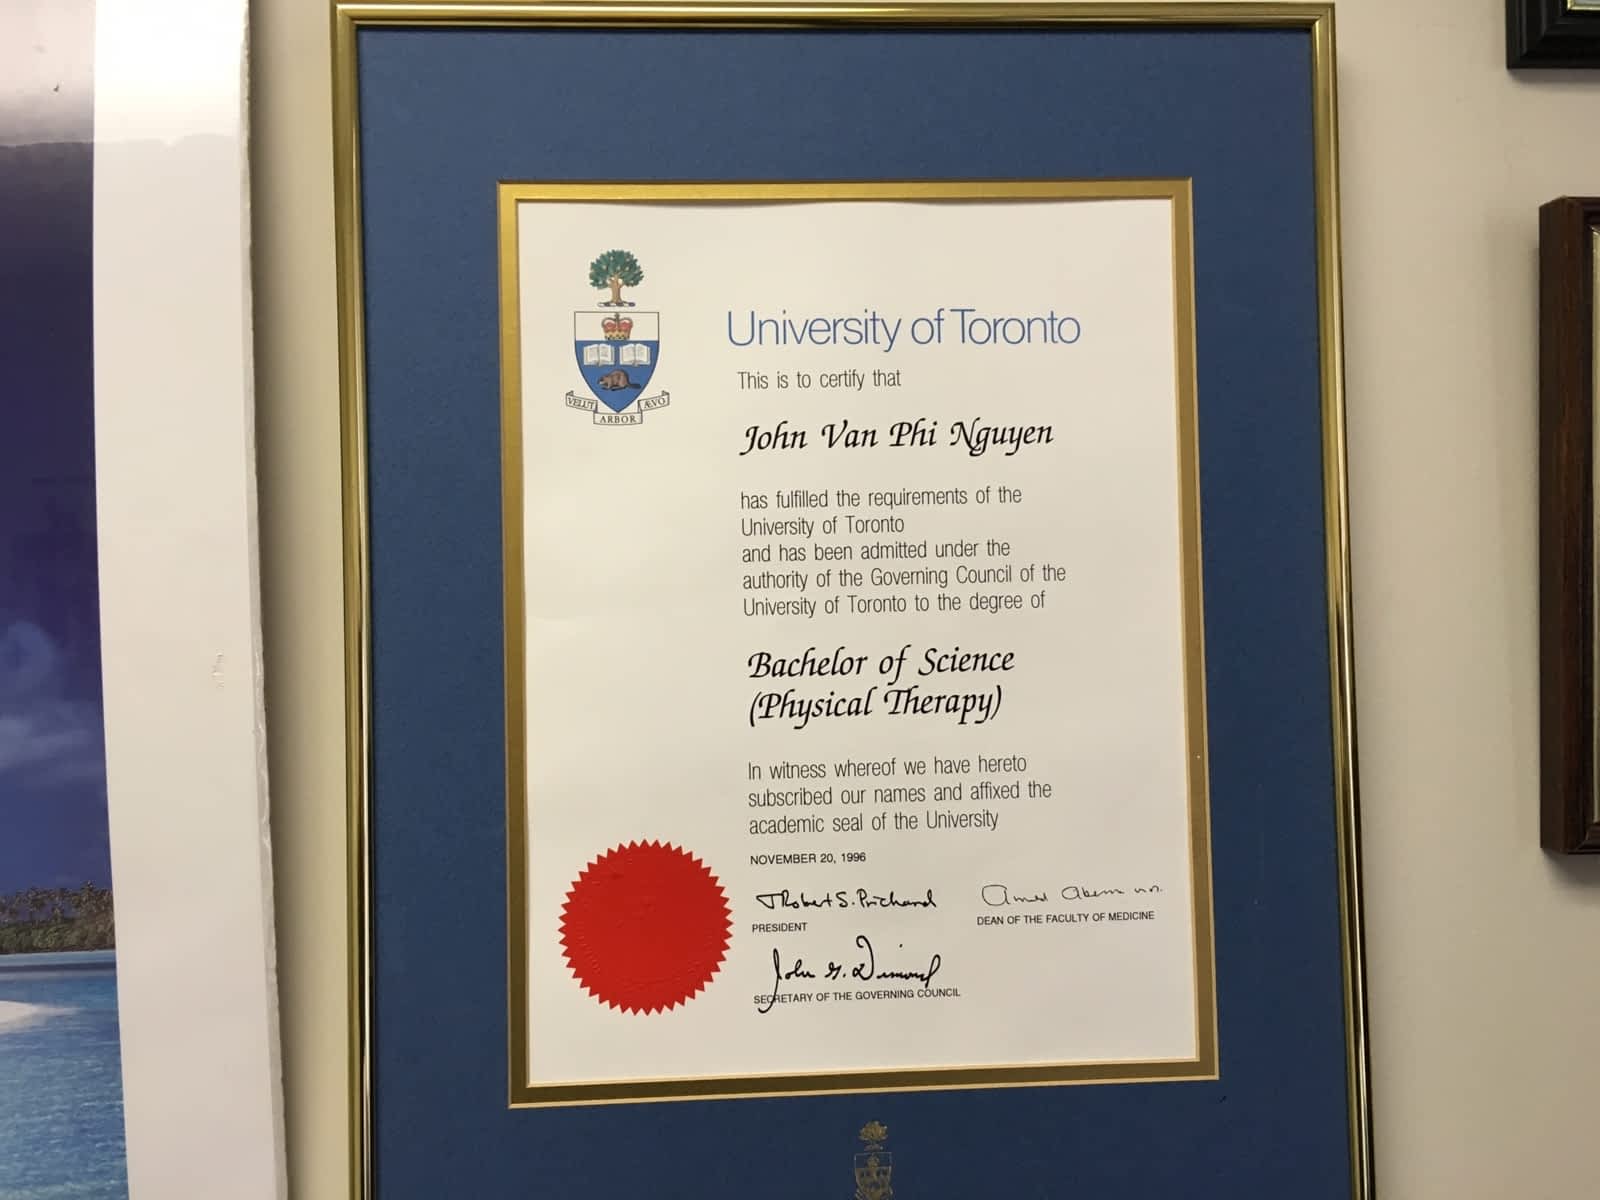 VELUT ARBOR ÆVO
University of Toronto
This is to certify that
John Van Phi Nguyen
has fulfilled the requirements of the
University of Toronto
and has been admitted under the
authority of the Governing Council of the
University of Toronto to the degree of
Bachelor of Science
(Physical Therapy)
In witness whereof we have hereto
subscribed our names and affixed the
academic seal of the University
NOVEMBER 20, 1996
J Robert S. Prichard
PRESIDENT
DEAN OF THE FACULTY OF MEDICINE
John G. Dimond
SECRETARY OF THE GOVERNING COUNCIL